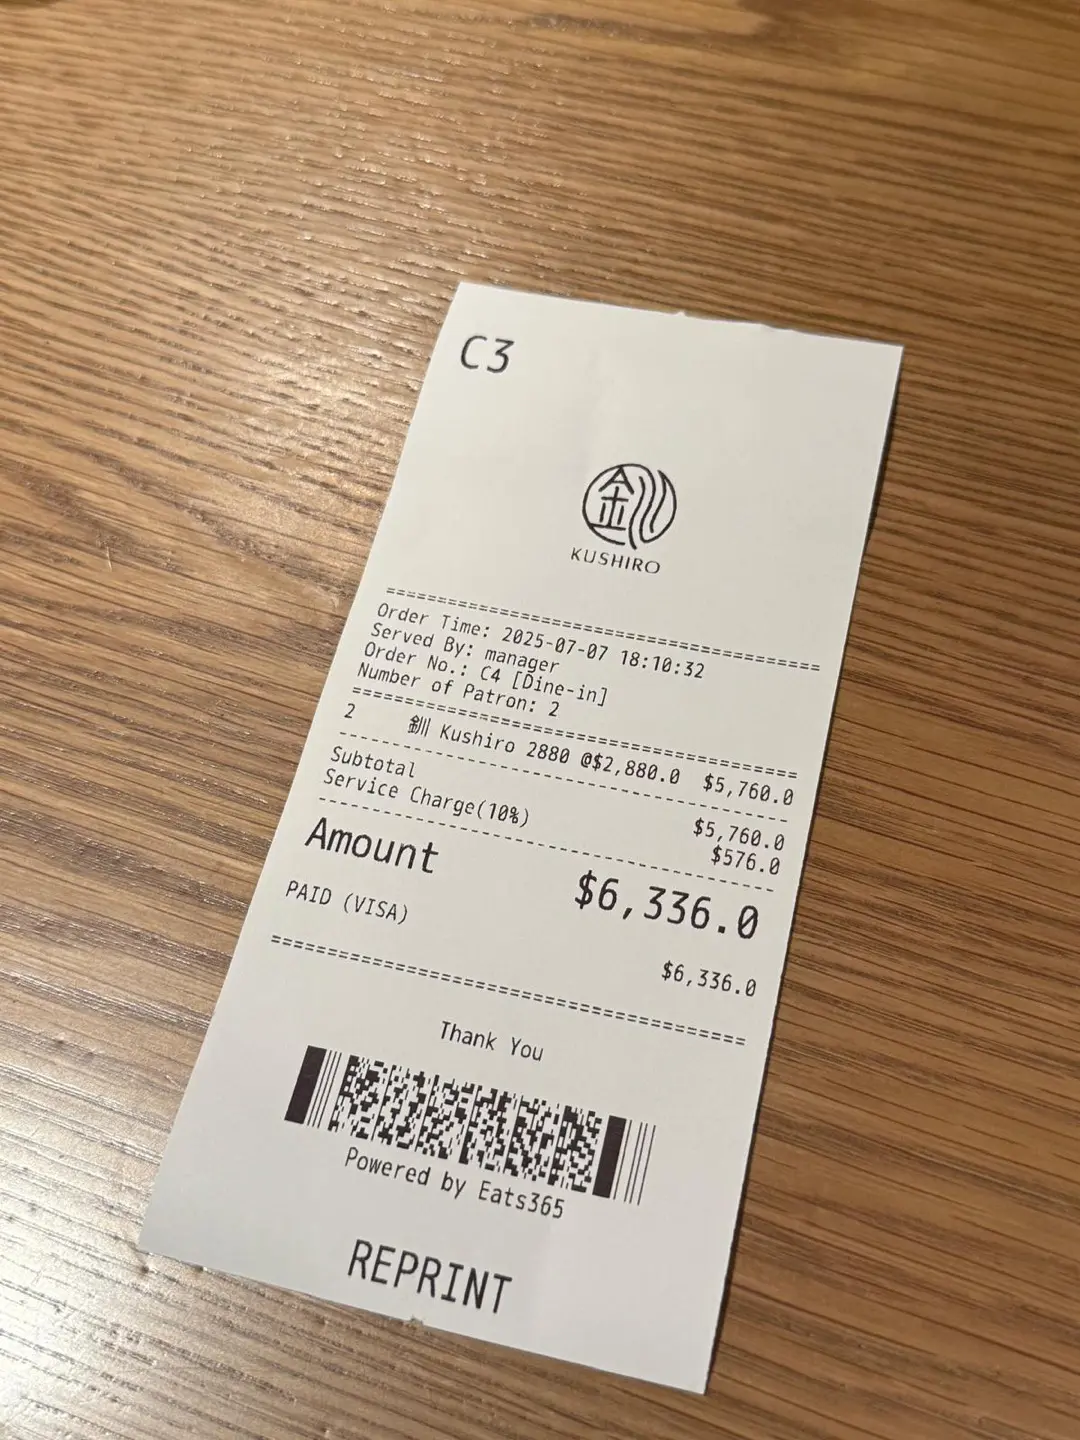 C3
釧
KUSHIRO
========================================
Order Time: 2025-07-07 18:10:32
Served By: manager
Order No.: C4 [Dine-in]
Number of Patron: 2
========================================
2 釧 Kushiro 2880 @$2,880.0 $5,760.0
----------------------------------------
Subtotal $5,760.0
Service Charge(10%) $576.0
----------------------------------------
Amount $6,336.0
PAID (VISA) $6,336.0
========================================
Thank You
Powered by Eats365
REPRINT